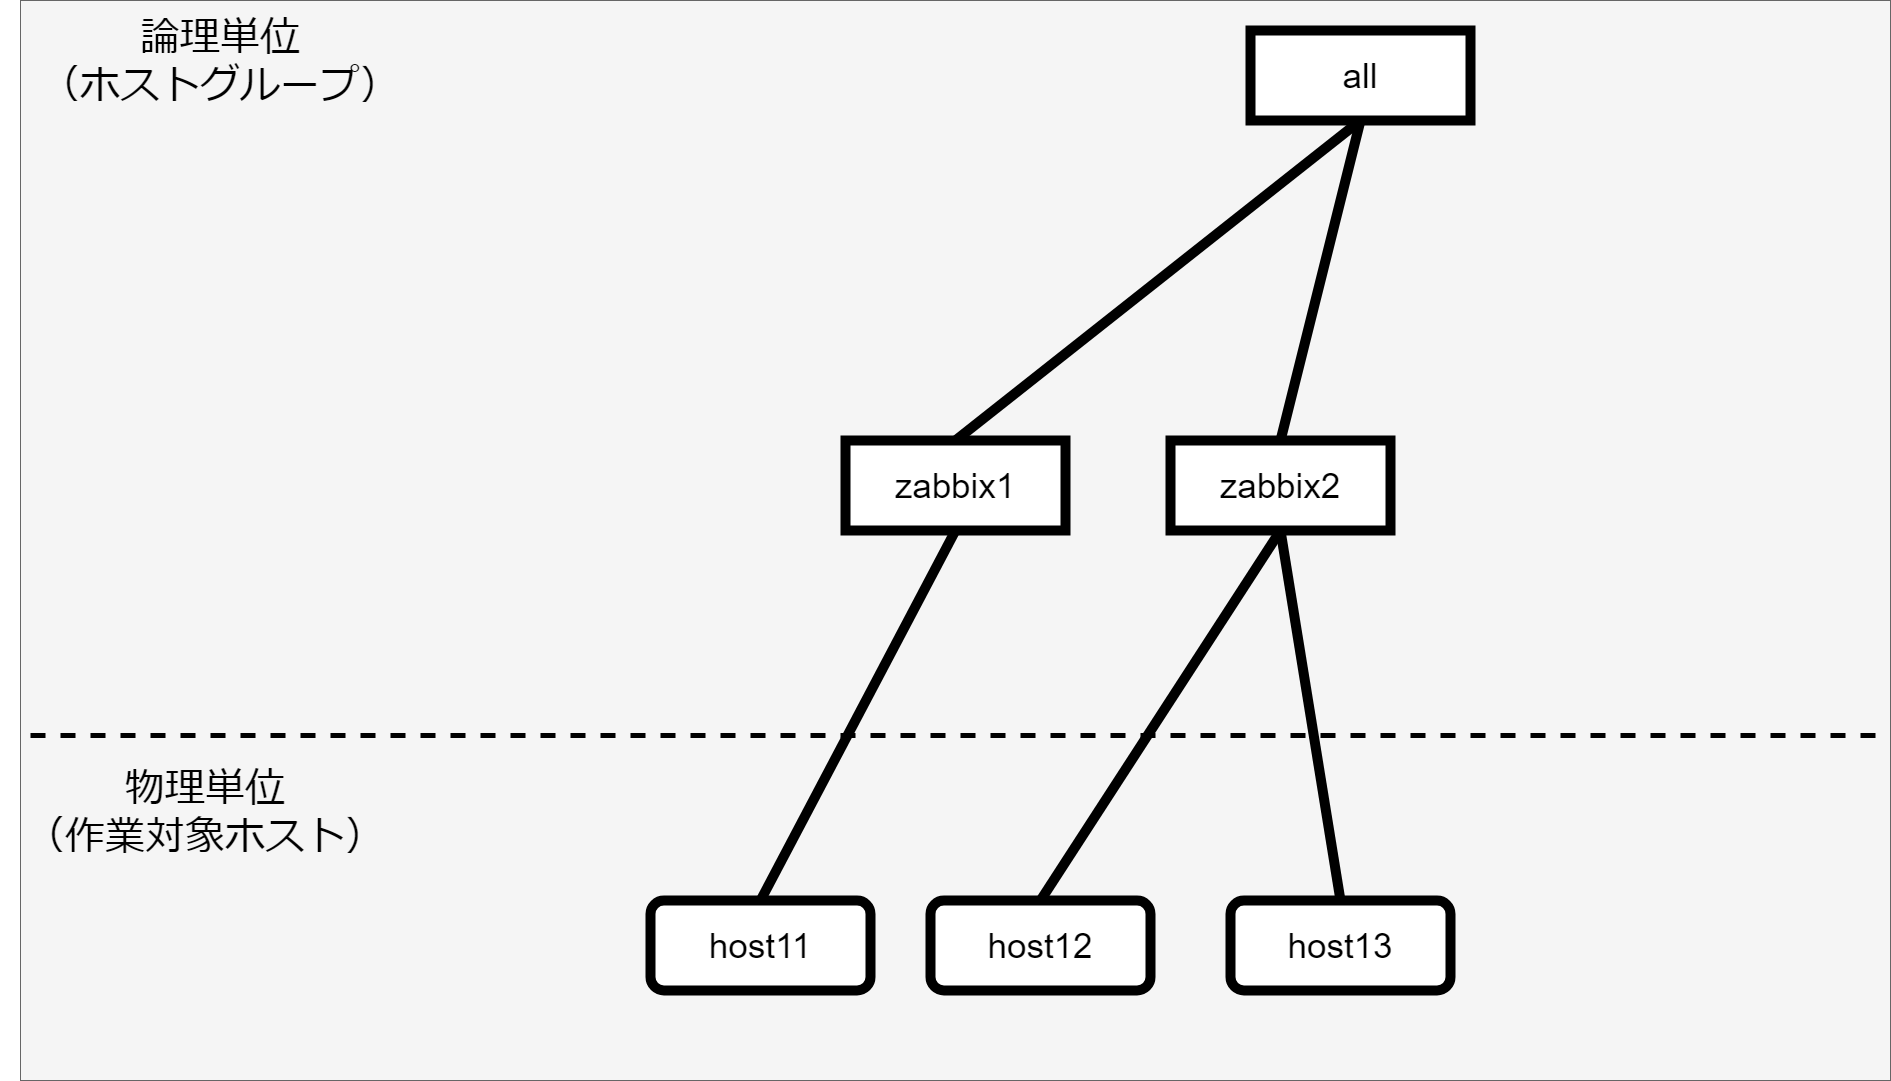 論理単位
（ホストグループ）
all
zabbix1
zabbix2
物理単位
（作業対象ホスト）
host11
host12
host13